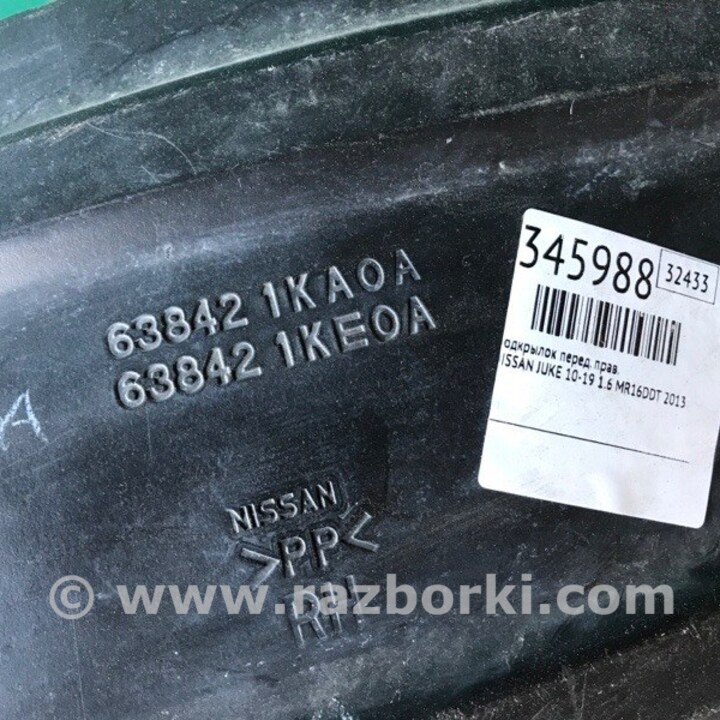 63842 1KA0A
63842 1KE0A
A
NISSAN
>PP<
RH
345988
32433
одкрылок перед. прав.
ISSAN JUKE 10-19 1.6 MR16DDT 2013
© www.razborki.com